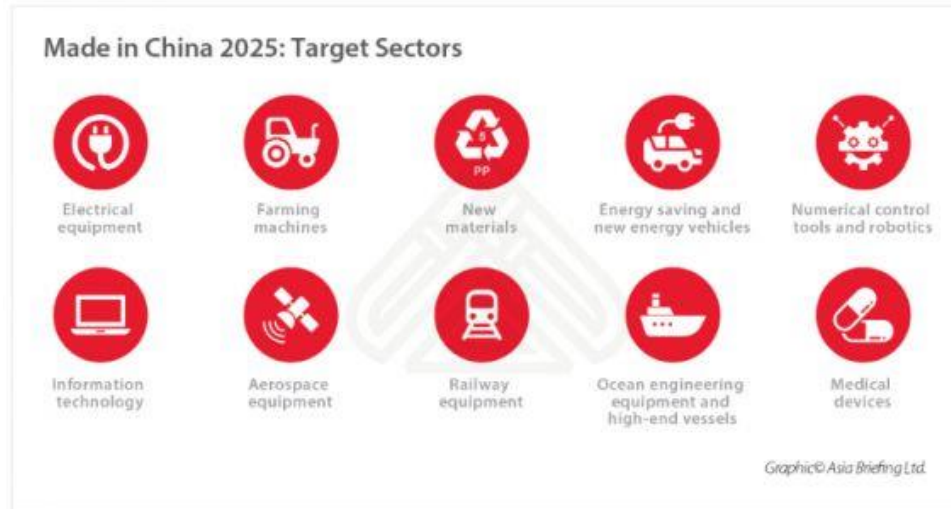 Made in China 2025: Target Sectors
Electrical
equipment
Farming
machines
5
PP
New
materials
Energy saving and
new energy vehicles
Numerical control
tools and robotics
Information
technology
Aerospace
equipment
Railway
equipment
Ocean engineering
equipment and
high-end vessels
Medical
devices
Graphic© Asia Briefing Ltd.